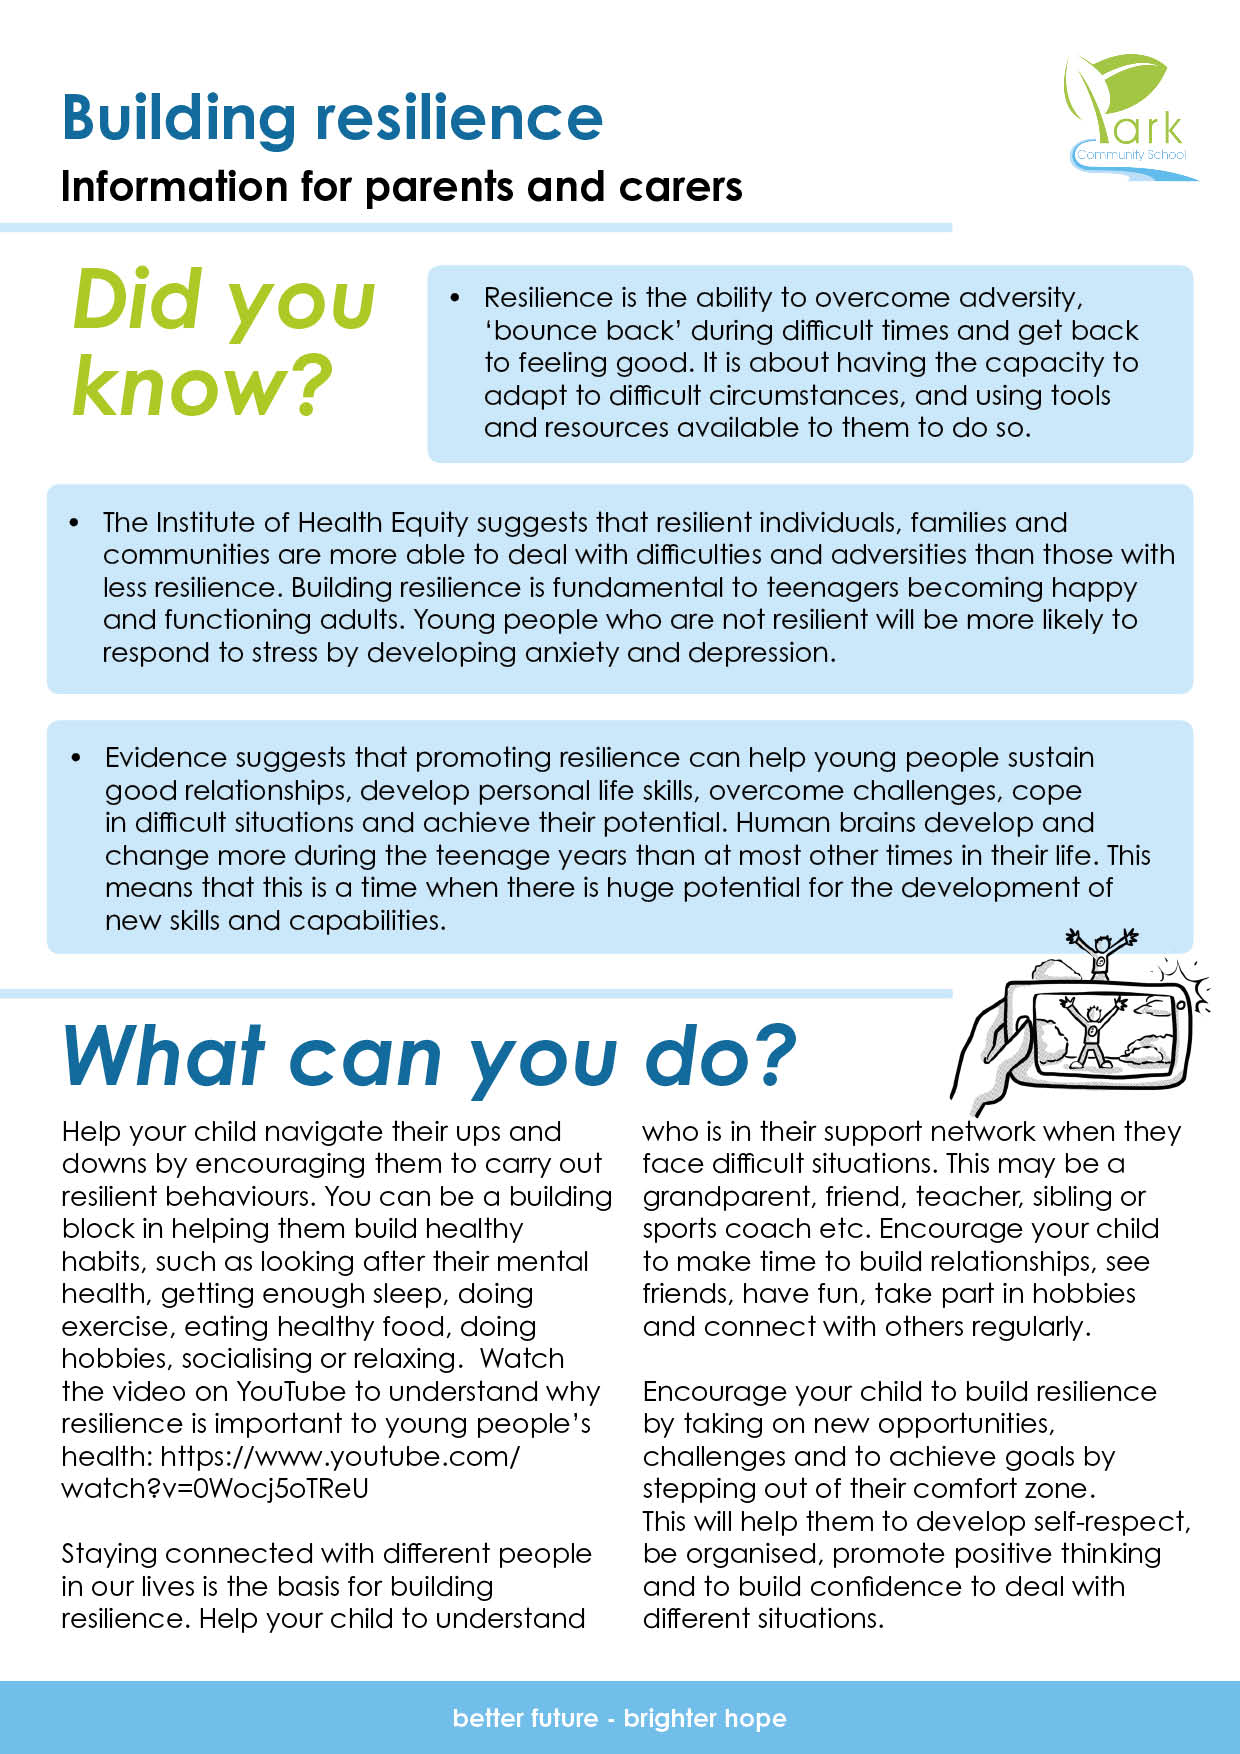 Building resilience
Information for parents and carers
Park
Community School
Did you
know?
• Resilience is the ability to overcome adversity,
‘bounce back’ during difficult times and get back
to feeling good. It is about having the capacity to
adapt to difficult circumstances, and using tools
and resources available to them to do so.
• The Institute of Health Equity suggests that resilient individuals, families and
communities are more able to deal with difficulties and adversities than those with
less resilience. Building resilience is fundamental to teenagers becoming happy
and functioning adults. Young people who are not resilient will be more likely to
respond to stress by developing anxiety and depression.
• Evidence suggests that promoting resilience can help young people sustain
good relationships, develop personal life skills, overcome challenges, cope
in difficult situations and achieve their potential. Human brains develop and
change more during the teenage years than at most other times in their life. This
means that this is a time when there is huge potential for the development of
new skills and capabilities.
What can you do?
Help your child navigate their ups and
downs by encouraging them to carry out
resilient behaviours. You can be a building
block in helping them build healthy
habits, such as looking after their mental
health, getting enough sleep, doing
exercise, eating healthy food, doing
hobbies, socialising or relaxing.  Watch
the video on YouTube to understand why
resilience is important to young people’s
health: https://www.youtube.com/
watch?v=0Wocj5oTReU
Staying connected with different people
in our lives is the basis for building
resilience. Help your child to understand
who is in their support network when they
face difficult situations. This may be a
grandparent, friend, teacher, sibling or
sports coach etc. Encourage your child
to make time to build relationships, see
friends, have fun, take part in hobbies
and connect with others regularly.
Encourage your child to build resilience
by taking on new opportunities,
challenges and to achieve goals by
stepping out of their comfort zone.
This will help them to develop self-respect,
be organised, promote positive thinking
and to build confidence to deal with
different situations.
better future - brighter hope